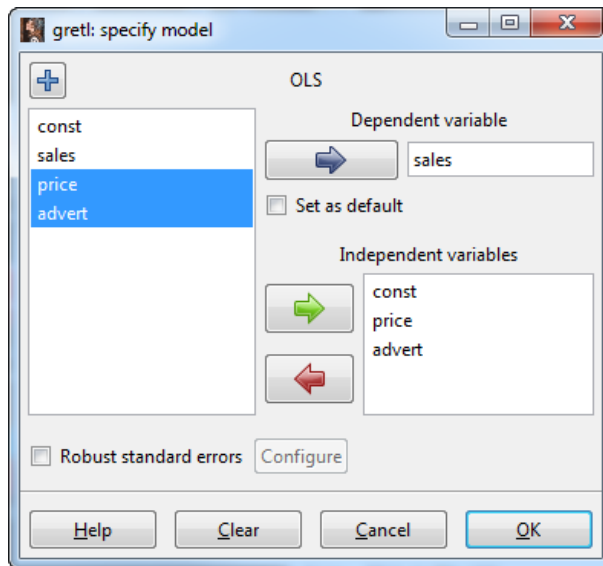 gretl: specify model
OLS
const
sales
price
advert
Dependent variable
sales
Set as default
Independent variables
const
price
advert
Robust standard errors
Configure
Help
Clear
Cancel
OK